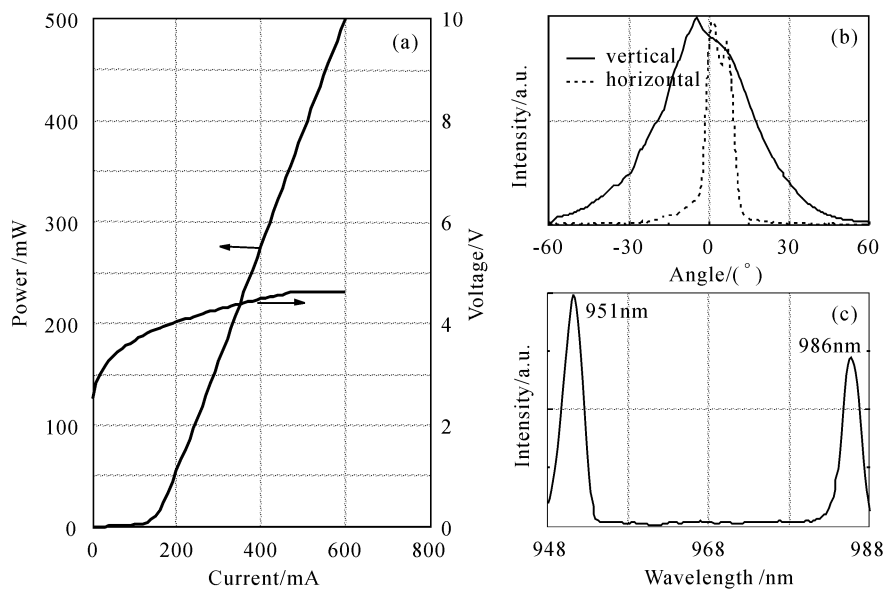 (a)
500
400
300
200
100
0
Power /mW
10
8
6
4
2
0
Voltage/V
0 200 400 600 800
Current/mA
(b)
vertical
horizontal
Intensity/a.u.
-60 -30 0 30 60
Angle/(°)
(c)
951nm
986nm
Intensity/a.u.
948 968 988
Wavelength /nm